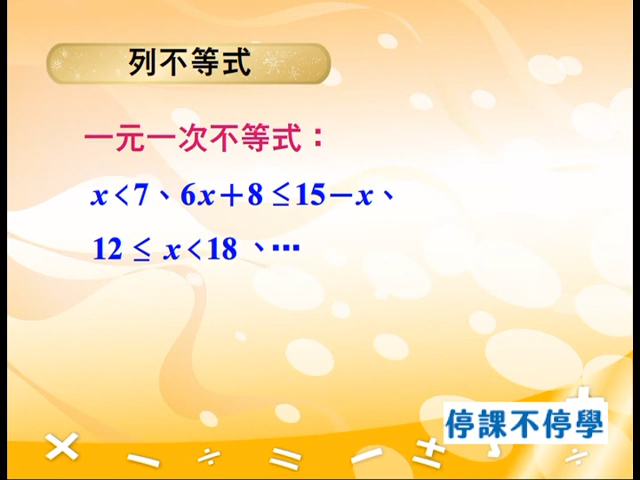 列不等式
一元一次不等式：
x<7、6x+8≤15−x、
12≤x<18、⋯
停課不停學